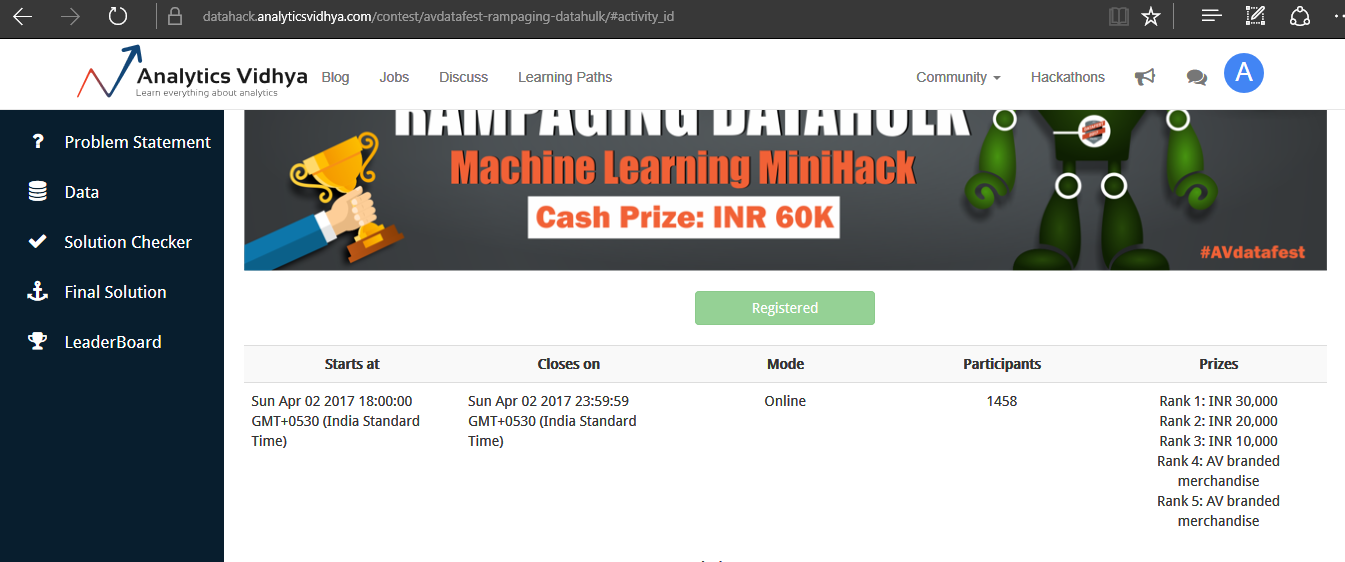 datahack.analyticsvidhya.com/contest/avdatafest-rampaging-datahulk/#activity_id
Analytics Vidhya
Learn everything about analytics
Blog
Jobs
Discuss
Learning Paths
Community
Hackathons
A
Problem Statement
Data
Solution Checker
Final Solution
LeaderBoard
RAMPAGING DATAHULK
Machine Learning MiniHack
Cash Prize: INR 60K
#AVdatafest
Registered
Starts at
Closes on
Mode
Participants
Prizes
Sun Apr 02 2017 18:00:00
GMT+0530 (India Standard
Time)
Sun Apr 02 2017 23:59:59
GMT+0530 (India Standard
Time)
Online
1458
Rank 1: INR 30,000
Rank 2: INR 20,000
Rank 3: INR 10,000
Rank 4: AV branded
merchandise
Rank 5: AV branded
merchandise